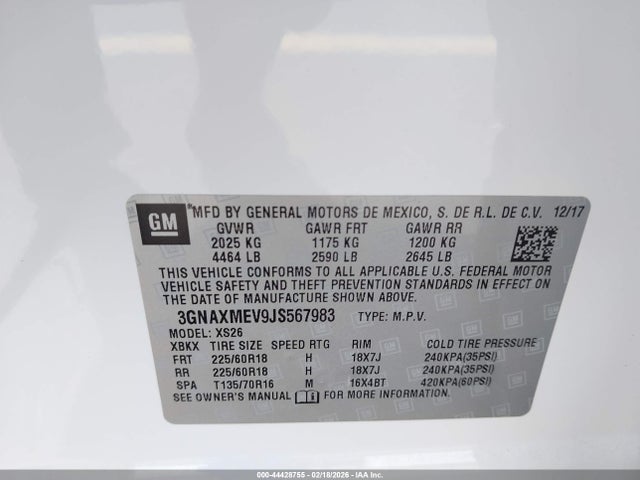 GM
*MFD BY GENERAL MOTORS DE MEXICO, S. DE R.L. DE C.V. 12/17
GVWR GAWR FRT GAWR RR
2025 KG 1175 KG 1200 KG
4464 LB 2590 LB 2645 LB
THIS VEHICLE CONFORMS TO ALL APPLICABLE U.S. FEDERAL MOTOR
VEHICLE SAFETY AND THEFT PREVENTION STANDARDS IN EFFECT ON
THE DATE OF MANUFACTURE SHOWN ABOVE.
3GNAXMEV9JS567983 TYPE: M.P.V.
MODEL: XS26
XBKX TIRE SIZE SPEED RTG RIM COLD TIRE PRESSURE
FRT 225/60R18 H 18X7J 240KPA(35PSI)
RR 225/60R18 H 18X7J 240KPA(35PSI)
SPA T135/70R16 M 16X4BT 420KPA(60PSI)
SEE OWNER'S MANUAL FOR MORE INFORMATION.
000-44428755 - 02/18/2026 - IAAI Inc.